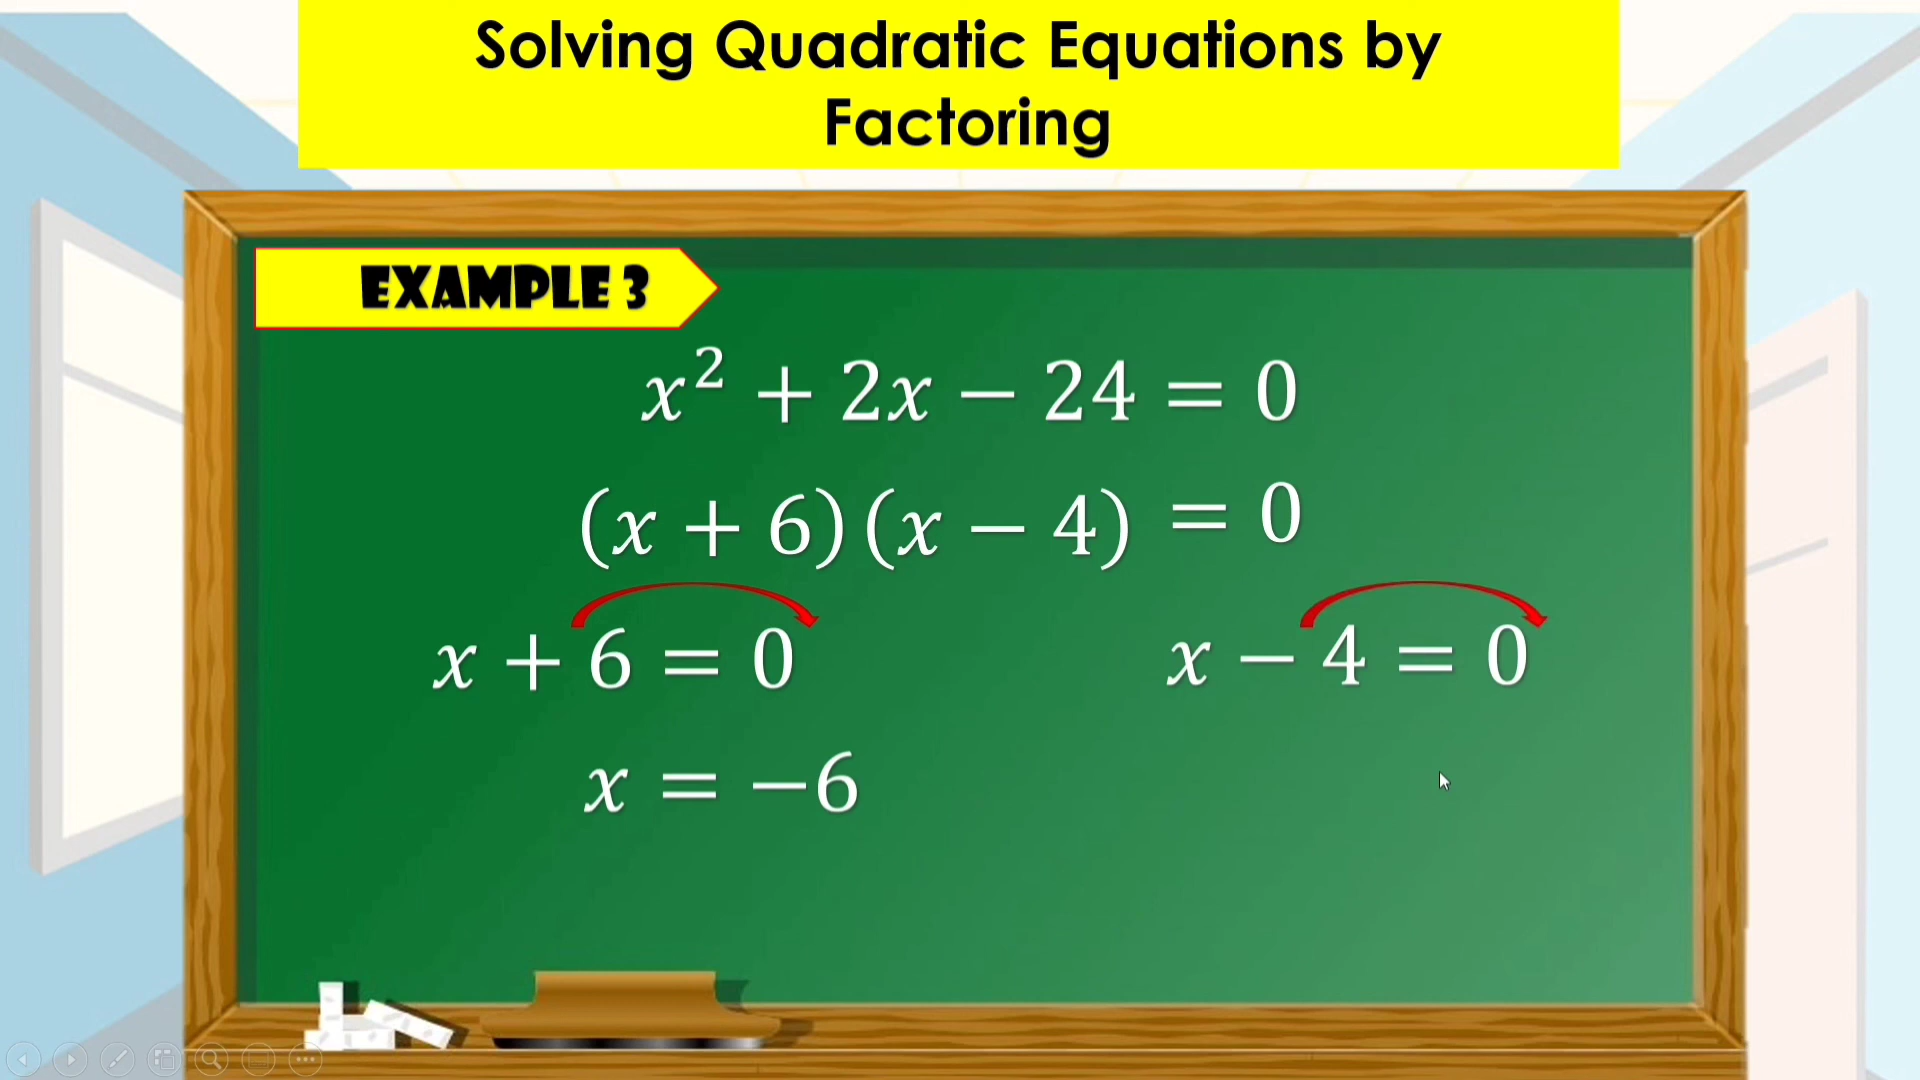 Solving Quadratic Equations by
Factoring
EXAMPLE 3
x² + 2x − 24 = 0
(x + 6)(x − 4) = 0
x + 6 = 0
x − 4 = 0
x = −6